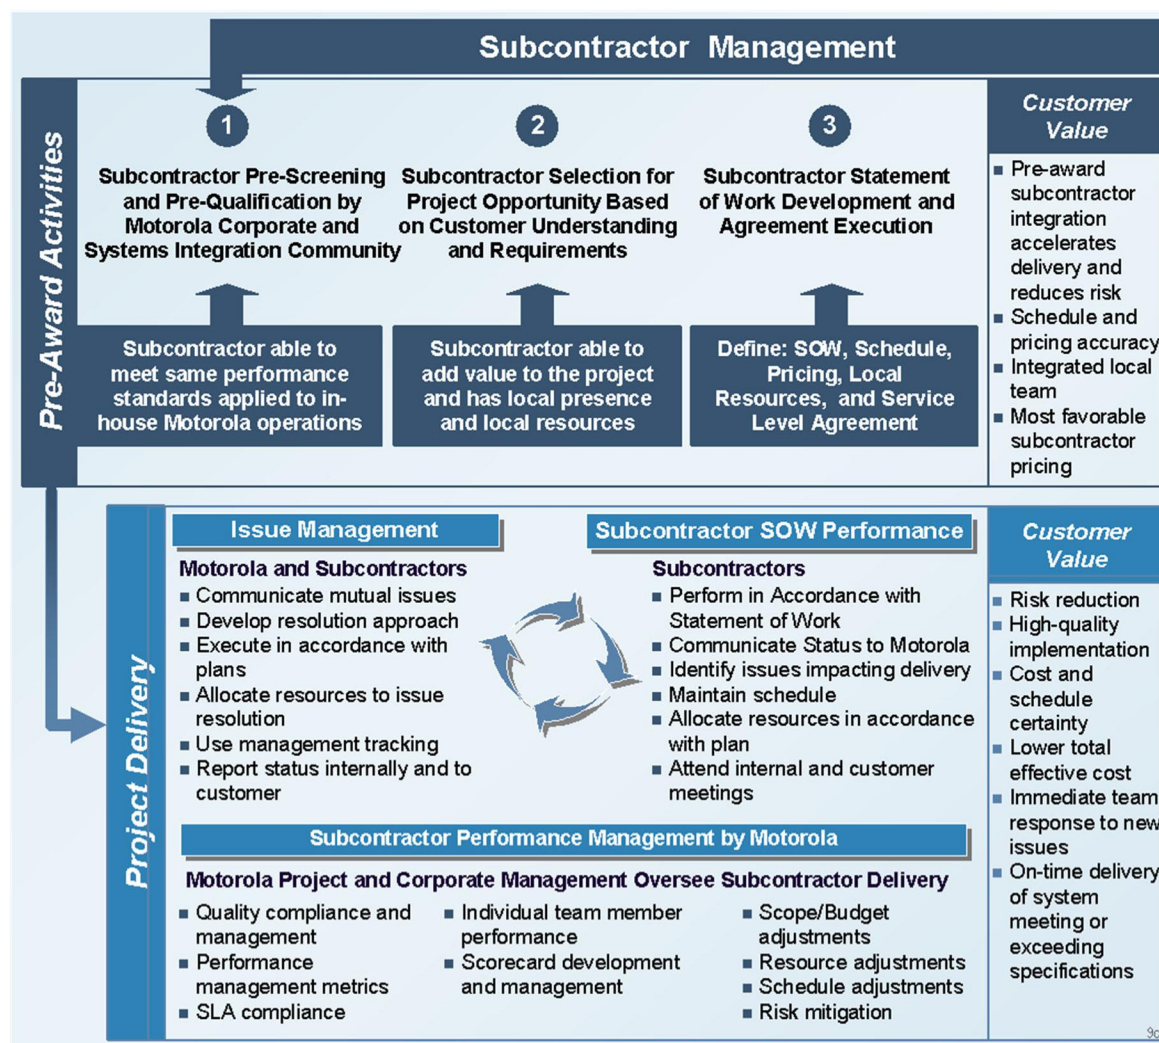 Subcontractor Management
Pre-Award Activities
1
Subcontractor Pre-Screening
and Pre-Qualification by
Motorola Corporate and
Systems Integration Community
2
Subcontractor Selection for
Project Opportunity Based
on Customer Understanding
and Requirements
3
Subcontractor Statement
of Work Development and
Agreement Execution
Subcontractor able to
meet same performance
standards applied to in-
house Motorola operations
Subcontractor able to
add value to the project
and has local presence
and local resources
Define: SOW, Schedule,
Pricing, Local
Resources, and Service
Level Agreement
Customer
Value
■ Pre-award
subcontractor
integration
accelerates
delivery and
reduces risk
■ Schedule and
pricing accuracy
■ Integrated local
team
■ Most favorable
subcontractor
pricing
Project Delivery
Issue Management
Motorola and Subcontractors
■ Communicate mutual issues
■ Develop resolution approach
■ Execute in accordance with
plans
■ Allocate resources to issue
resolution
■ Use management tracking
■ Report status internally and to
customer
Subcontractor SOW Performance
Subcontractors
■ Perform in Accordance with
Statement of Work
■ Communicate Status to Motorola
■ Identify issues impacting delivery
■ Maintain schedule
■ Allocate resources in accordance
with plan
■ Attend internal and customer
meetings
Subcontractor Performance Management by Motorola
Motorola Project and Corporate Management Oversee Subcontractor Delivery
■ Quality compliance and
management
■ Performance
management metrics
■ SLA compliance
■ Individual team member
performance
■ Scorecard development
and management
■ Scope/Budget
adjustments
■ Resource adjustments
■ Schedule adjustments
■ Risk mitigation
Customer
Value
■ Risk reduction
■ High-quality
implementation
■ Cost and
schedule
certainty
■ Lower total
effective cost
■ Immediate team
response to new
issues
■ On-time delivery
of system
meeting or
exceeding
specifications